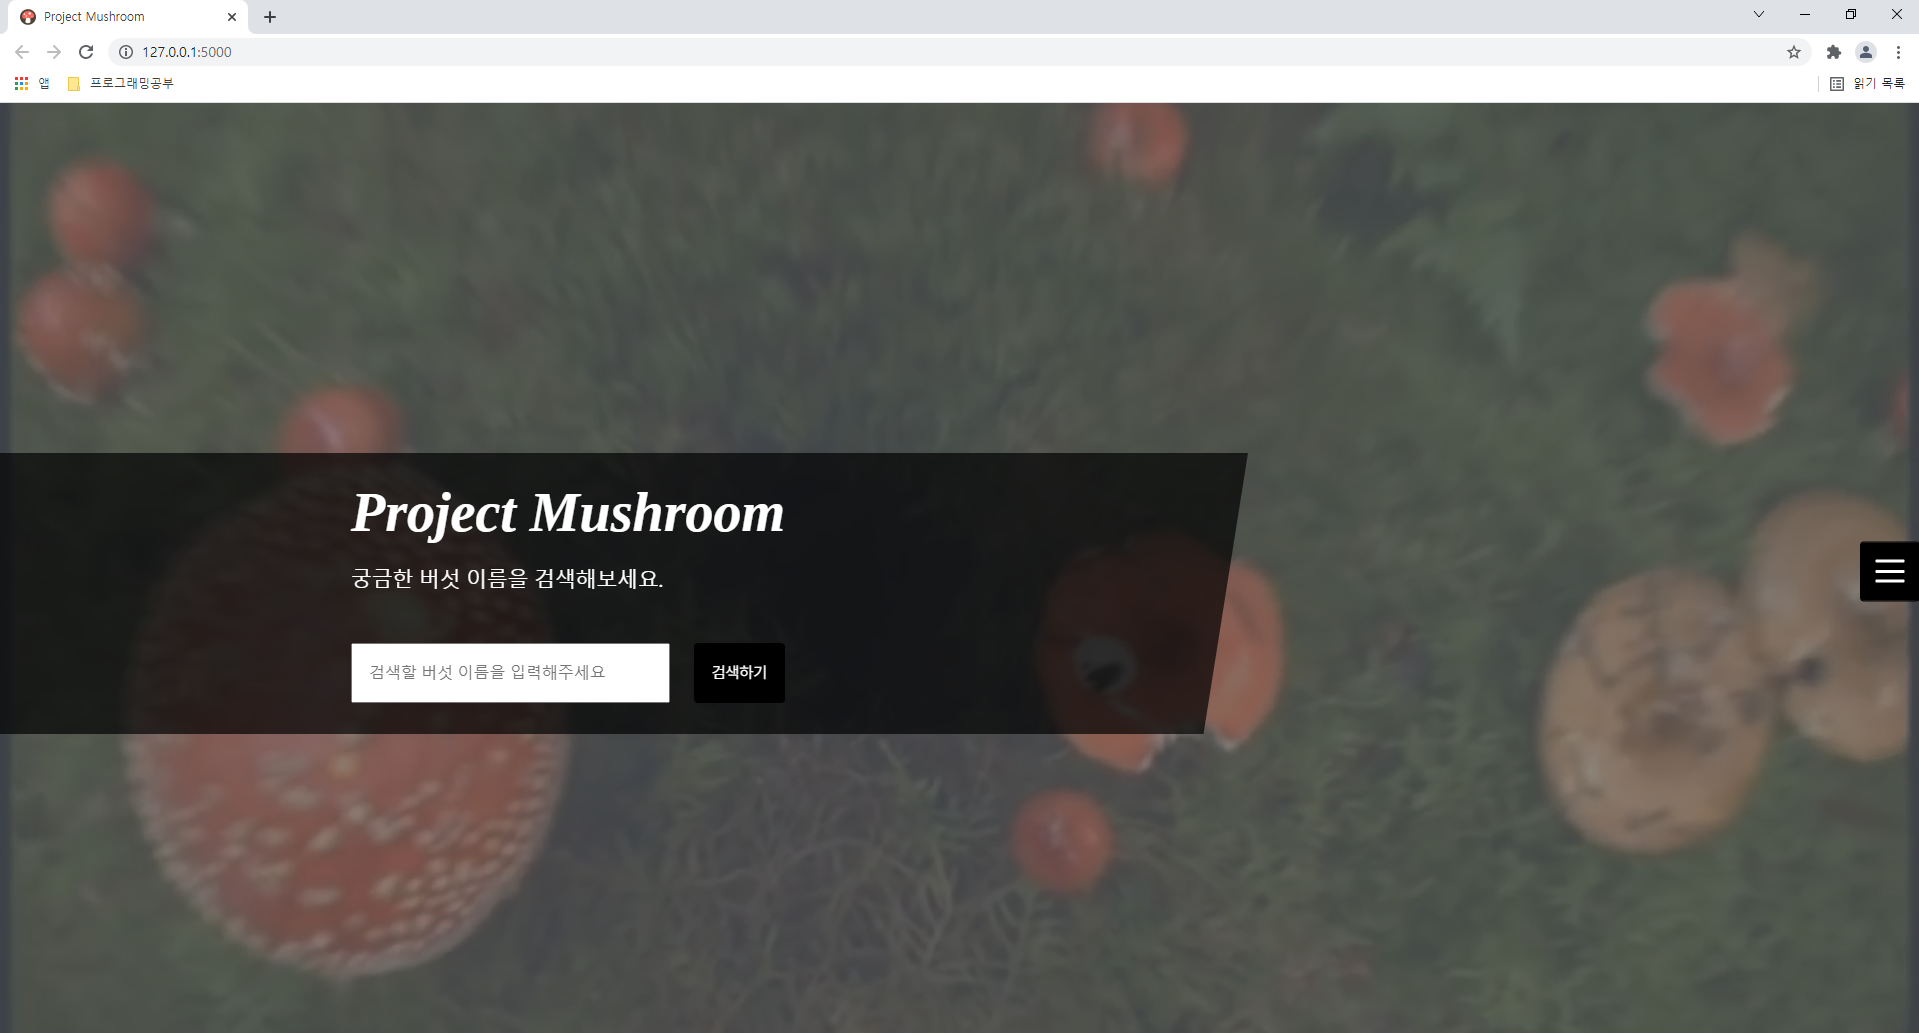 Project Mushroom
127.0.0.1:5000
앱
프로그래밍공부
읽기 목록
Project Mushroom
궁금한 버섯 이름을 검색해보세요.
검색할 버섯 이름을 입력해주세요
검색하기